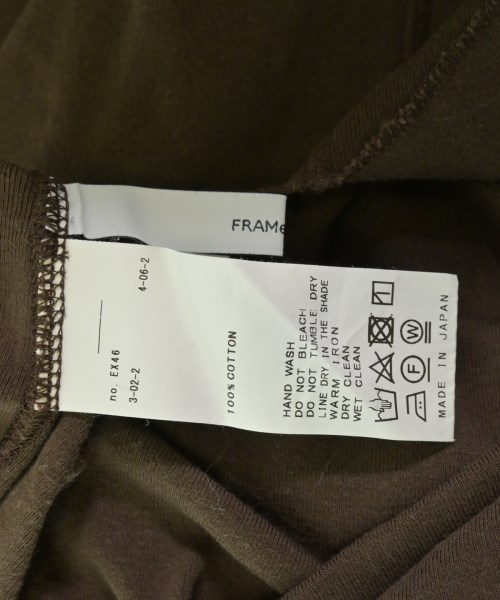 FRAMe
no. EX46
3-02-2
4-06-2
100% COTTON
HAND WASH
DO NOT BLEACH
DO NOT TUMBLE DRY
LINE DRY IN THE SHADE
WARM IRON
DRY CLEAN
WET CLEAN
F
W
MADE IN JAPAN